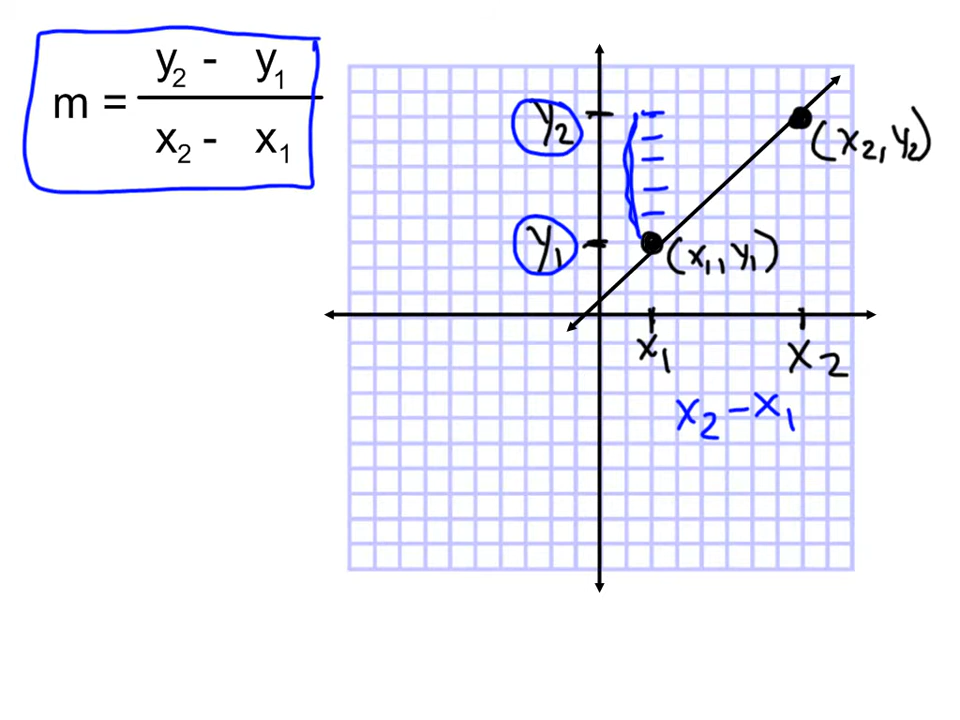 y₂ - y₁
m =
x₂ - x₁
y₂
(x₂, y₂)
y₁
(x₁, y₁)
x₁
x₂
x₂ - x₁